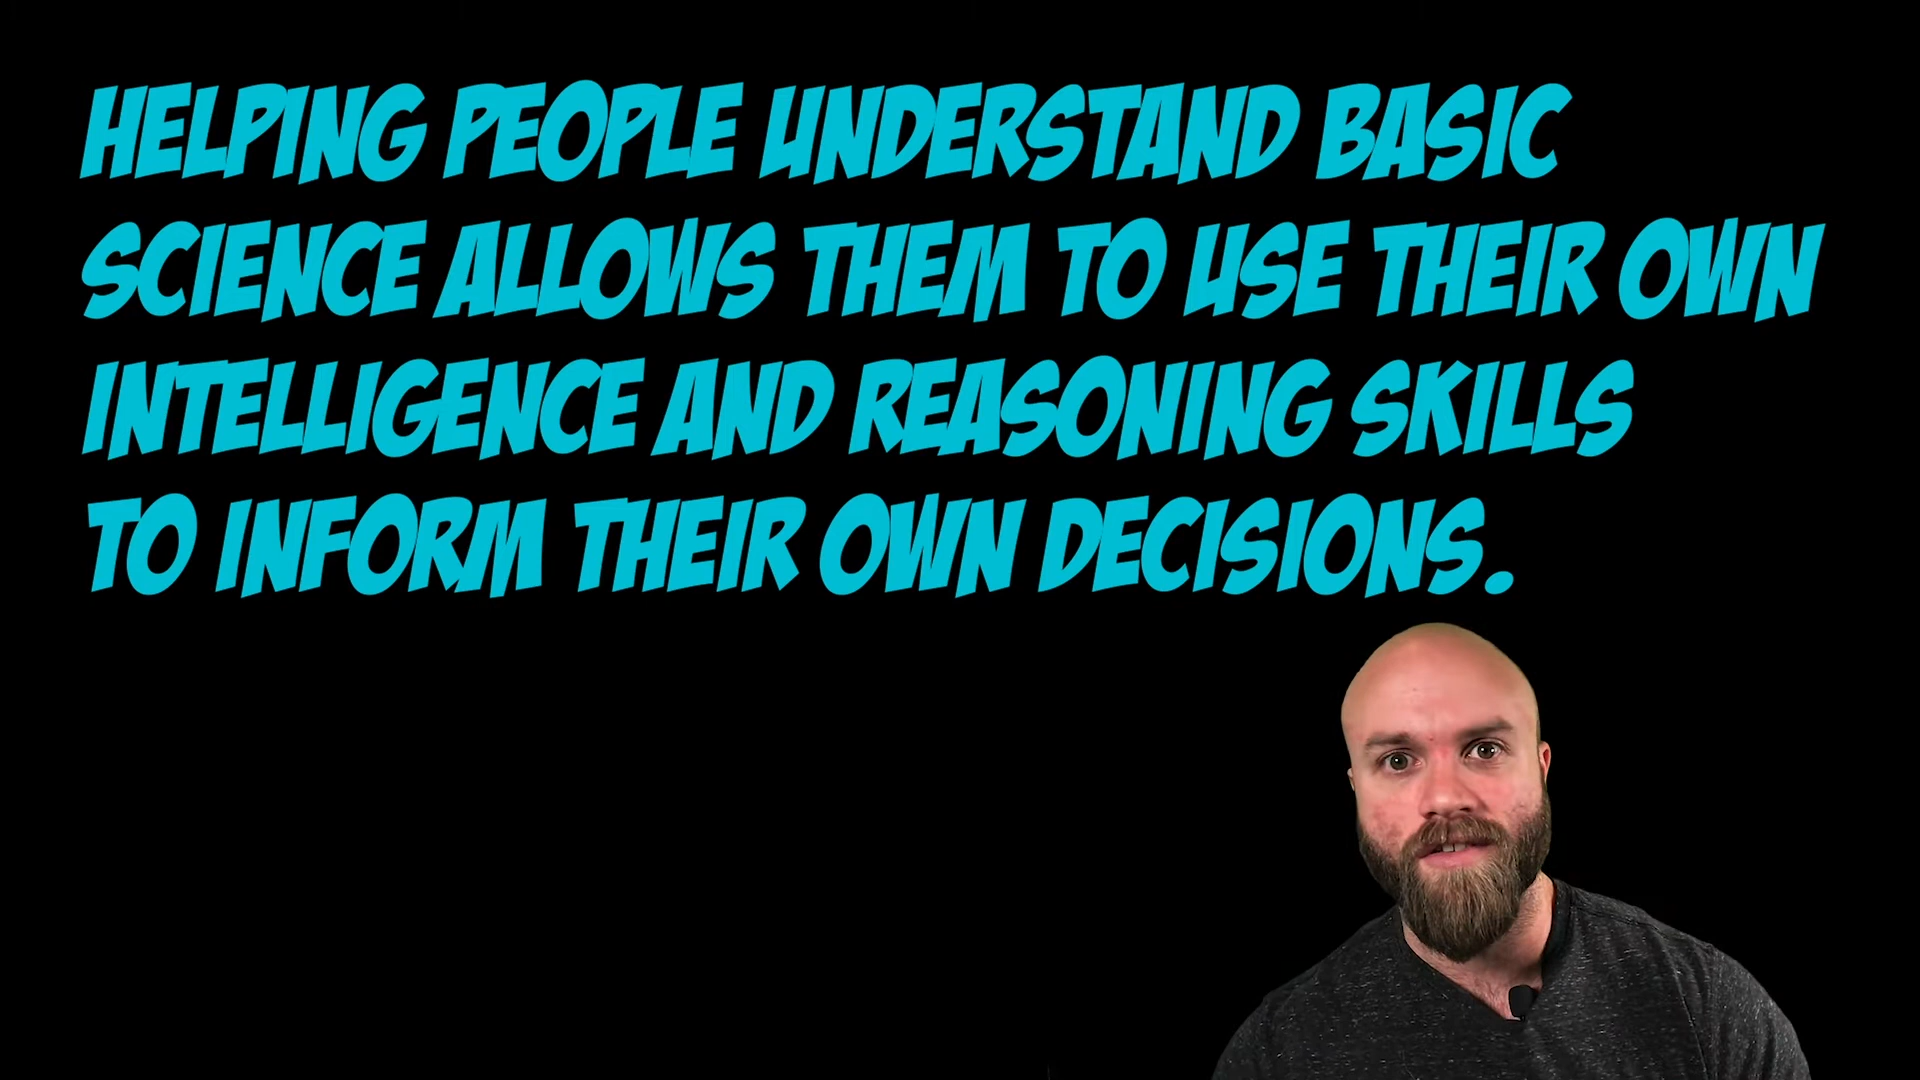 HELPING PEOPLE UNDERSTAND BASIC
SCIENCE ALLOWS THEM TO USE THEIR OWN
INTELLIGENCE AND REASONING SKILLS
TO INFORM THEIR OWN DECISIONS.